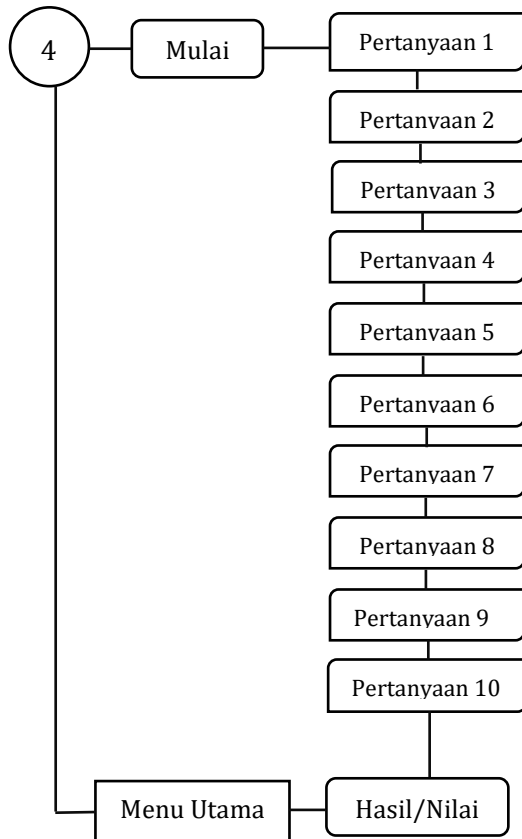 4
Mulai
Pertanyaan 1
Pertanyaan 2
Pertanyaan 3
Pertanyaan 4
Pertanyaan 5
Pertanyaan 6
Pertanyaan 7
Pertanyaan 8
Pertanyaan 9
Pertanyaan 10
Menu Utama
Hasil/Nilai